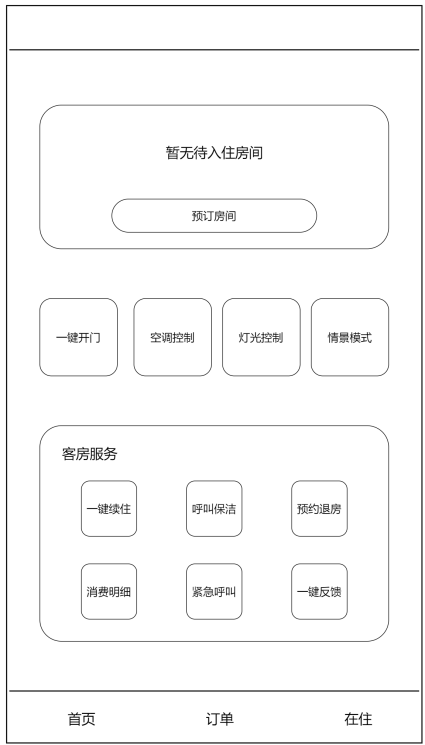 暂无待入住房间
预订房间
一键开门
空调控制
灯光控制
情景模式
客房服务
一键续住
呼叫保洁
预约退房
消费明细
紧急呼叫
一键反馈
首页
订单
在住